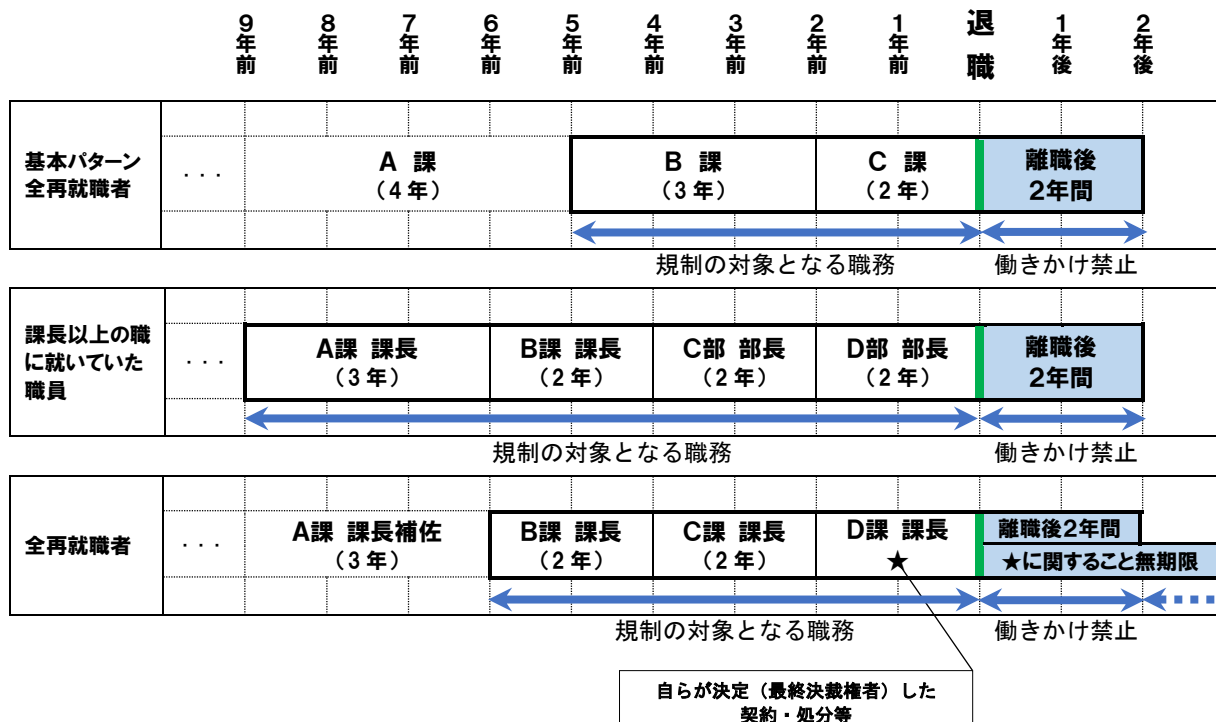 9年前 8年前 7年前 6年前 5年前 4年前 3年前 2年前 1年前 退職 1年後 2年後
基本パターン
全再就職者
・・・
A 課
（4年）
B 課
（3年）
C 課
（2年）
離職後
2年間
規制の対象となる職務
働きかけ禁止
課長以上の職
に就いていた
職員
・・・
A課 課長
（3年）
B課 課長
（2年）
C部 部長
（2年）
D部 部長
（2年）
離職後
2年間
規制の対象となる職務
働きかけ禁止
全再就職者
・・・
A課 課長補佐
（3年）
B課 課長
（2年）
C課 課長
（2年）
D課 課長
★
離職後2年間
★に関すること無期限
規制の対象となる職務
働きかけ禁止
自らが決定（最終決裁権者）した
契約・処分等